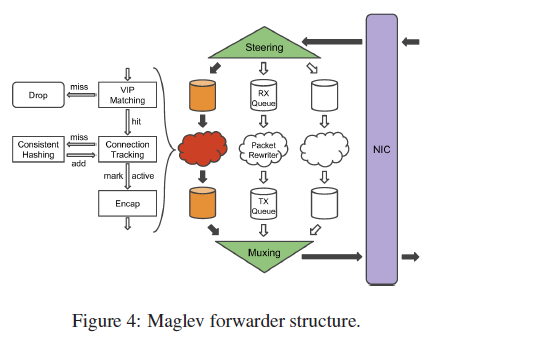 Steering
NIC
Drop
miss
VIP
Matching
hit
RX
Queue
Consistent
Hashing
miss
add
Connection
Tracking
Packet
Rewriter
mark
active
Encap
TX
Queue
Muxing
Figure 4: Maglev forwarder structure.